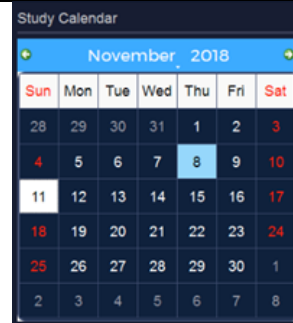 Study Calendar
November 2018
Sun Mon Tue Wed Thu Fri Sat
28 29 30 31 1 2 3
4 5 6 7 8 9 10
11 12 13 14 15 16 17
18 19 20 21 22 23 24
25 26 27 28 29 30 1
2 3 4 5 6 7 8